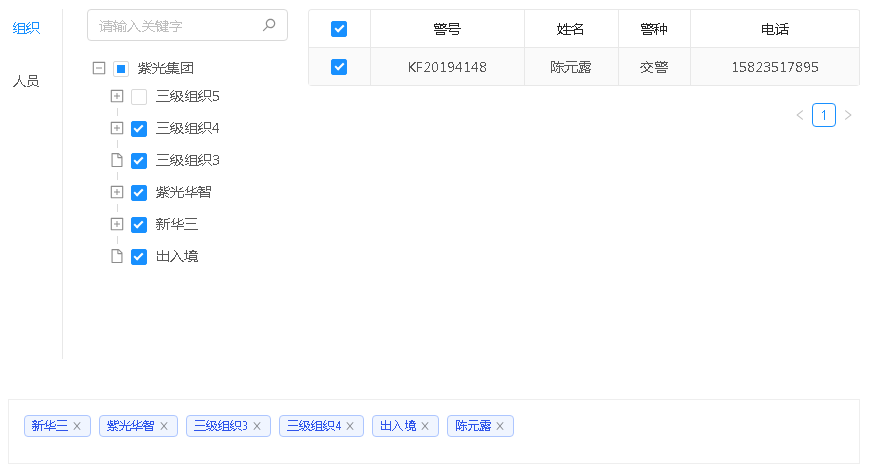 组织
人员
请输入关键字
紫光集团
三级组织5
三级组织4
三级组织3
紫光华智
新华三
出入境
警号 姓名 警种 电话
KF20194148 陈元露 交警 15823517895
1
新华三 紫光华智 三级组织3 三级组织4 出入境 陈元露